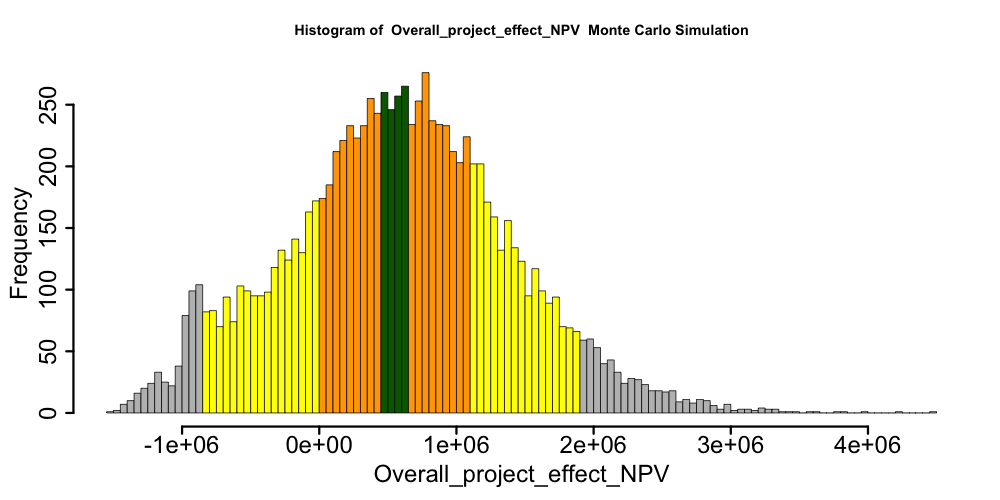 Histogram of Overall_project_effect_NPV Monte Carlo Simulation
250
200
150
100
50
0
Frequency
-1e+06 0e+00 1e+06 2e+06 3e+06 4e+06
Overall_project_effect_NPV